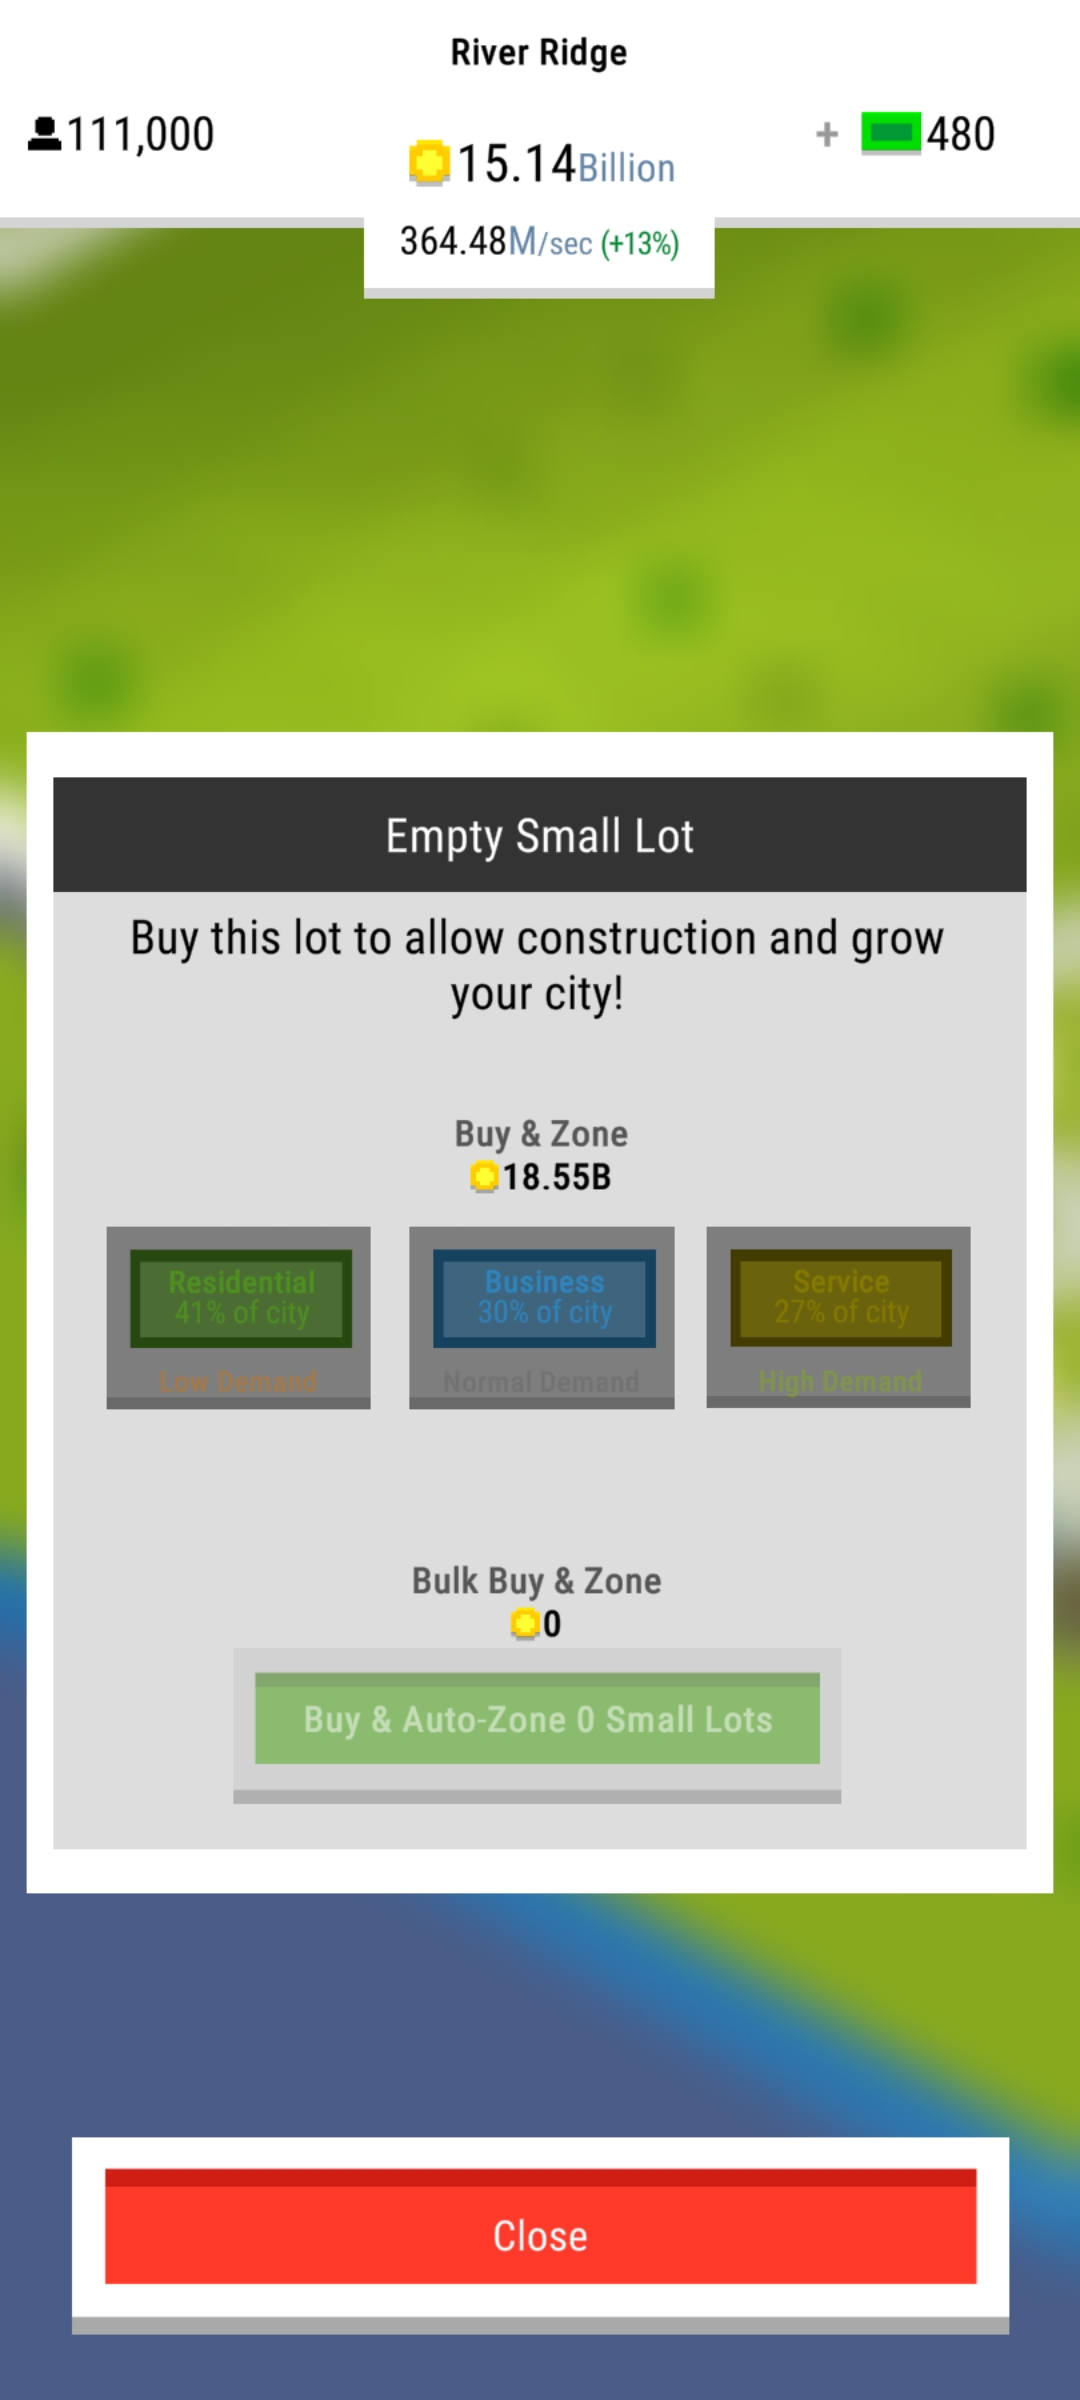 River Ridge
111,000
15.14Billion
+ 480
364.48M/sec (+13%)
Empty Small Lot
Buy this lot to allow construction and grow
your city!
Buy & Zone
18.55B
Residential
41% of city
Low Demand
Business
30% of city
Normal Demand
Service
27% of city
High Demand
Bulk Buy & Zone
0
Buy & Auto-Zone 0 Small Lots
Close